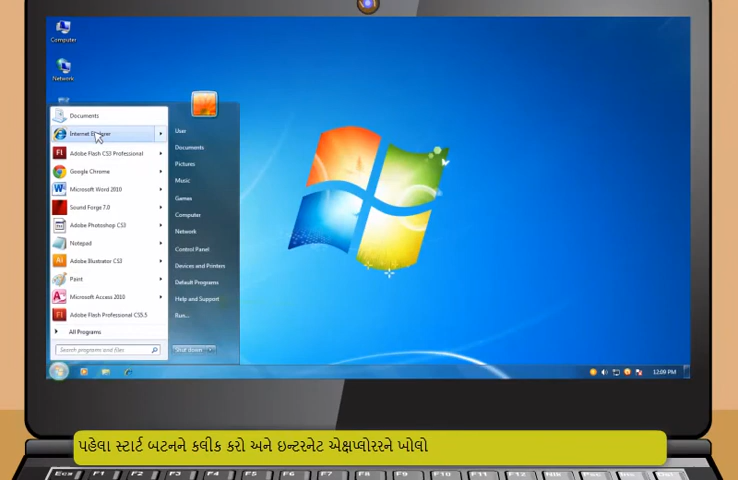 Computer
Network
Documents
Internet Explorer
Adobe Flash CS3 Professional
Google Chrome
Microsoft Word 2010
Sound Forge 7.0
Adobe Photoshop CS3
Notepad
Adobe Illustrator CS3
Paint
Microsoft Access 2010
Adobe Flash Professional CS5.5
All Programs
Search programs and files
User
Documents
Pictures
Music
Games
Computer
Network
Control Panel
Devices and Printers
Default Programs
Help and Support
Run...
Shut down
12:09 PM
પહેલા સ્ટાર્ટ બટનને ક્લીક કરો અને ઇન્ટરનેટ એક્ષપ્લોરરને ખોલો
Ecs F1 F2 F3 F4 F5 F6 F7 F8 F9 F10 F11 F12